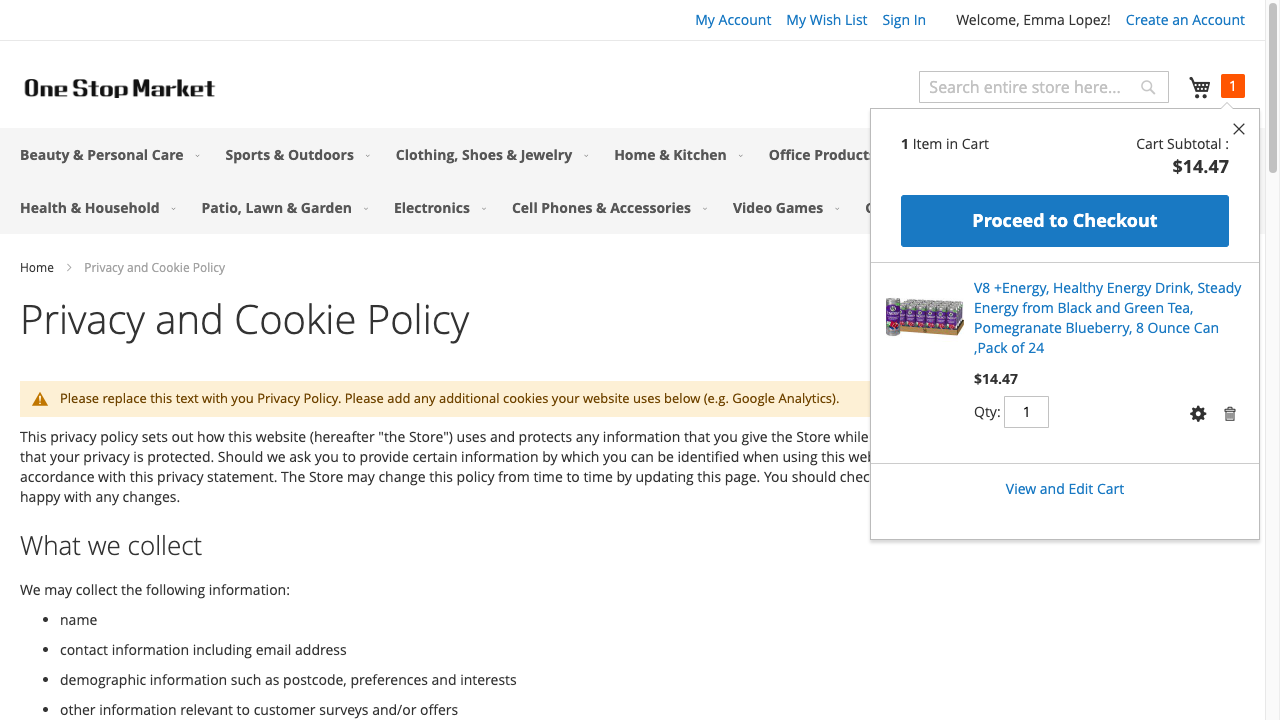 My Account My Wish List Sign In Welcome, Emma Lopez! Create an Account
One Stop Market
Search entire store here... 1
Beauty & Personal Care Sports & Outdoors Clothing, Shoes & Jewelry Home & Kitchen Office Product
Health & Household Patio, Lawn & Garden Electronics Cell Phones & Accessories Video Games
1 Item in Cart
Cart Subtotal :
$14.47
Proceed to Checkout
V8 +Energy, Healthy Energy Drink, Steady
Energy from Black and Green Tea,
Pomegranate Blueberry, 8 Ounce Can
,Pack of 24
$14.47
Qty: 1
View and Edit Cart
Home Privacy and Cookie Policy
Privacy and Cookie Policy
Please replace this text with you Privacy Policy. Please add any additional cookies your website uses below (e.g. Google Analytics).
This privacy policy sets out how this website (hereafter "the Store") uses and protects any information that you give the Store while
that your privacy is protected. Should we ask you to provide certain information by which you can be identified when using this
accordance with this privacy statement. The Store may change this policy from time to time by updating this page. You should
happy with any changes.
What we collect
We may collect the following information:
name
contact information including email address
demographic information such as postcode, preferences and interests
other information relevant to customer surveys and/or offers